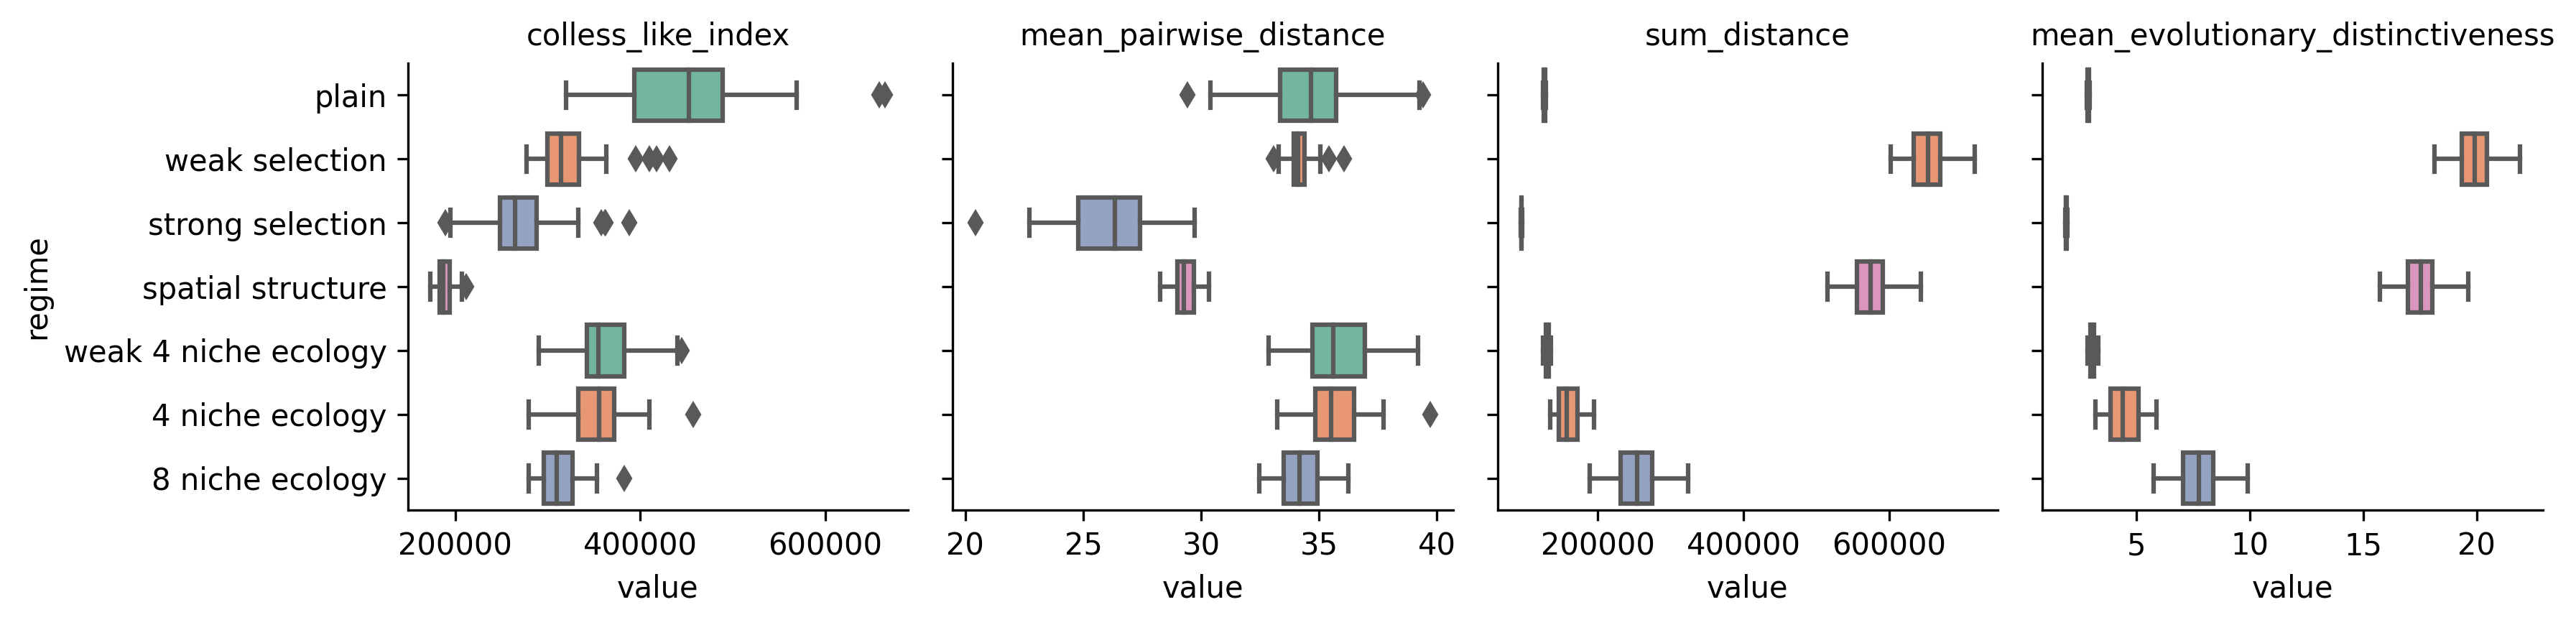 colless_like_index
mean_pairwise_distance
sum_distance
mean_evolutionary_distinctiveness
regime
plain
weak selection
strong selection
spatial structure
weak 4 niche ecology
4 niche ecology
8 niche ecology
200000 400000 600000
value
20 25 30 35 40
value
200000 400000 600000
value
5 10 15 20
value